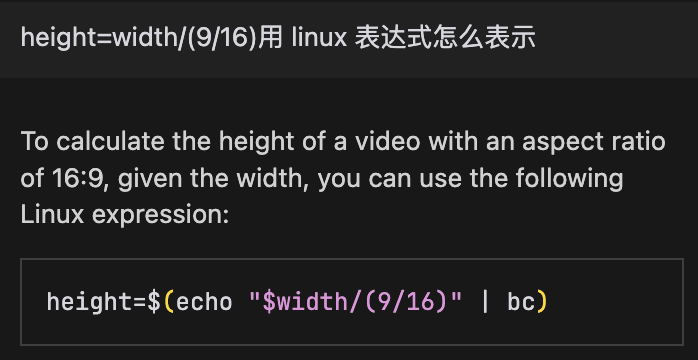 height=width/(9/16)用 linux 表达式怎么表示
To calculate the height of a video with an aspect ratio
of 16:9, given the width, you can use the following
Linux expression:
height=$(echo "$width/(9/16)" | bc)